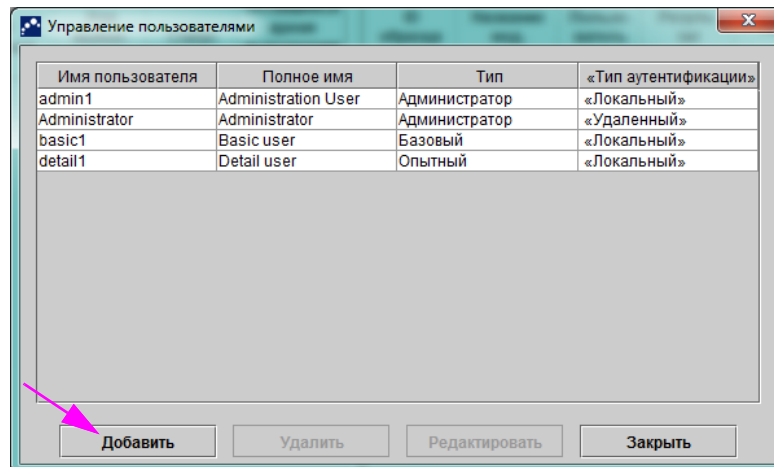 Управление пользователями
Имя пользователя Полное имя Тип «Тип аутентификации»
admin1 Administration User Администратор «Локальный»
Administrator Administrator Администратор «Удаленный»
basic1 Basic user Базовый «Локальный»
detail1 Detail user Опытный «Локальный»
Добавить Удалить Редактировать Закрыть